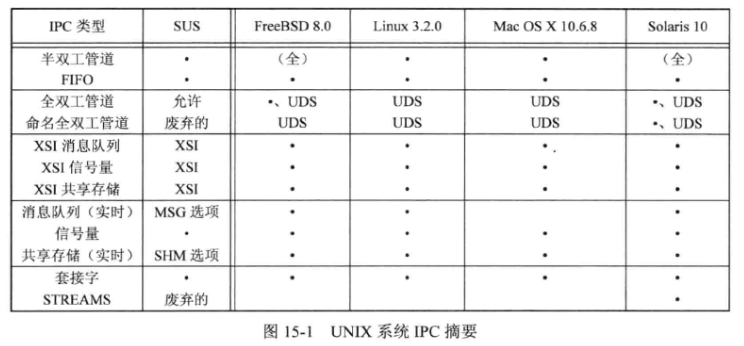 IPC 类型 SUS FreeBSD 8.0 Linux 3.2.0 Mac OS X 10.6.8 Solaris 10
半双工管道 • （全） • • （全）
FIFO • • • • •
全双工管道 允许 •、UDS UDS UDS •、UDS
命名全双工管道 废弃的 UDS UDS UDS •、UDS
XSI 消息队列 XSI • • • •
XSI 信号量 XSI • • • •
XSI 共享存储 XSI • • • •
消息队列（实时） MSG 选项 • • •
信号量 • • • • •
共享存储（实时） SHM 选项 • • • •
套接字 • • • • •
STREAMS 废弃的 •
图 15-1 UNIX 系统 IPC 摘要